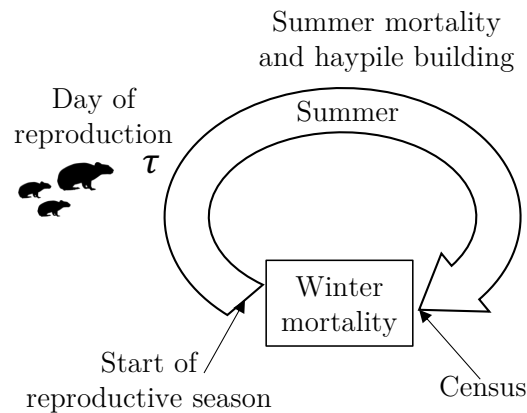 Summer mortality
and haypile building
Summer
Day of
reproduction
τ
Winter
mortality
Start of
reproductive season
Census